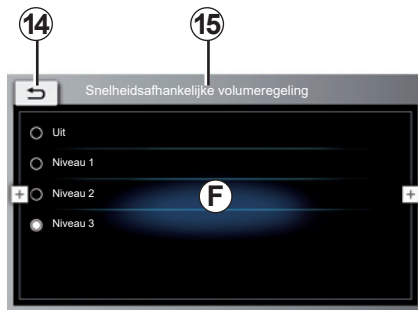 14 15
Snelheidsafhankelijke volumeregeling
Uit
Niveau 1
Niveau 2
F
Niveau 3